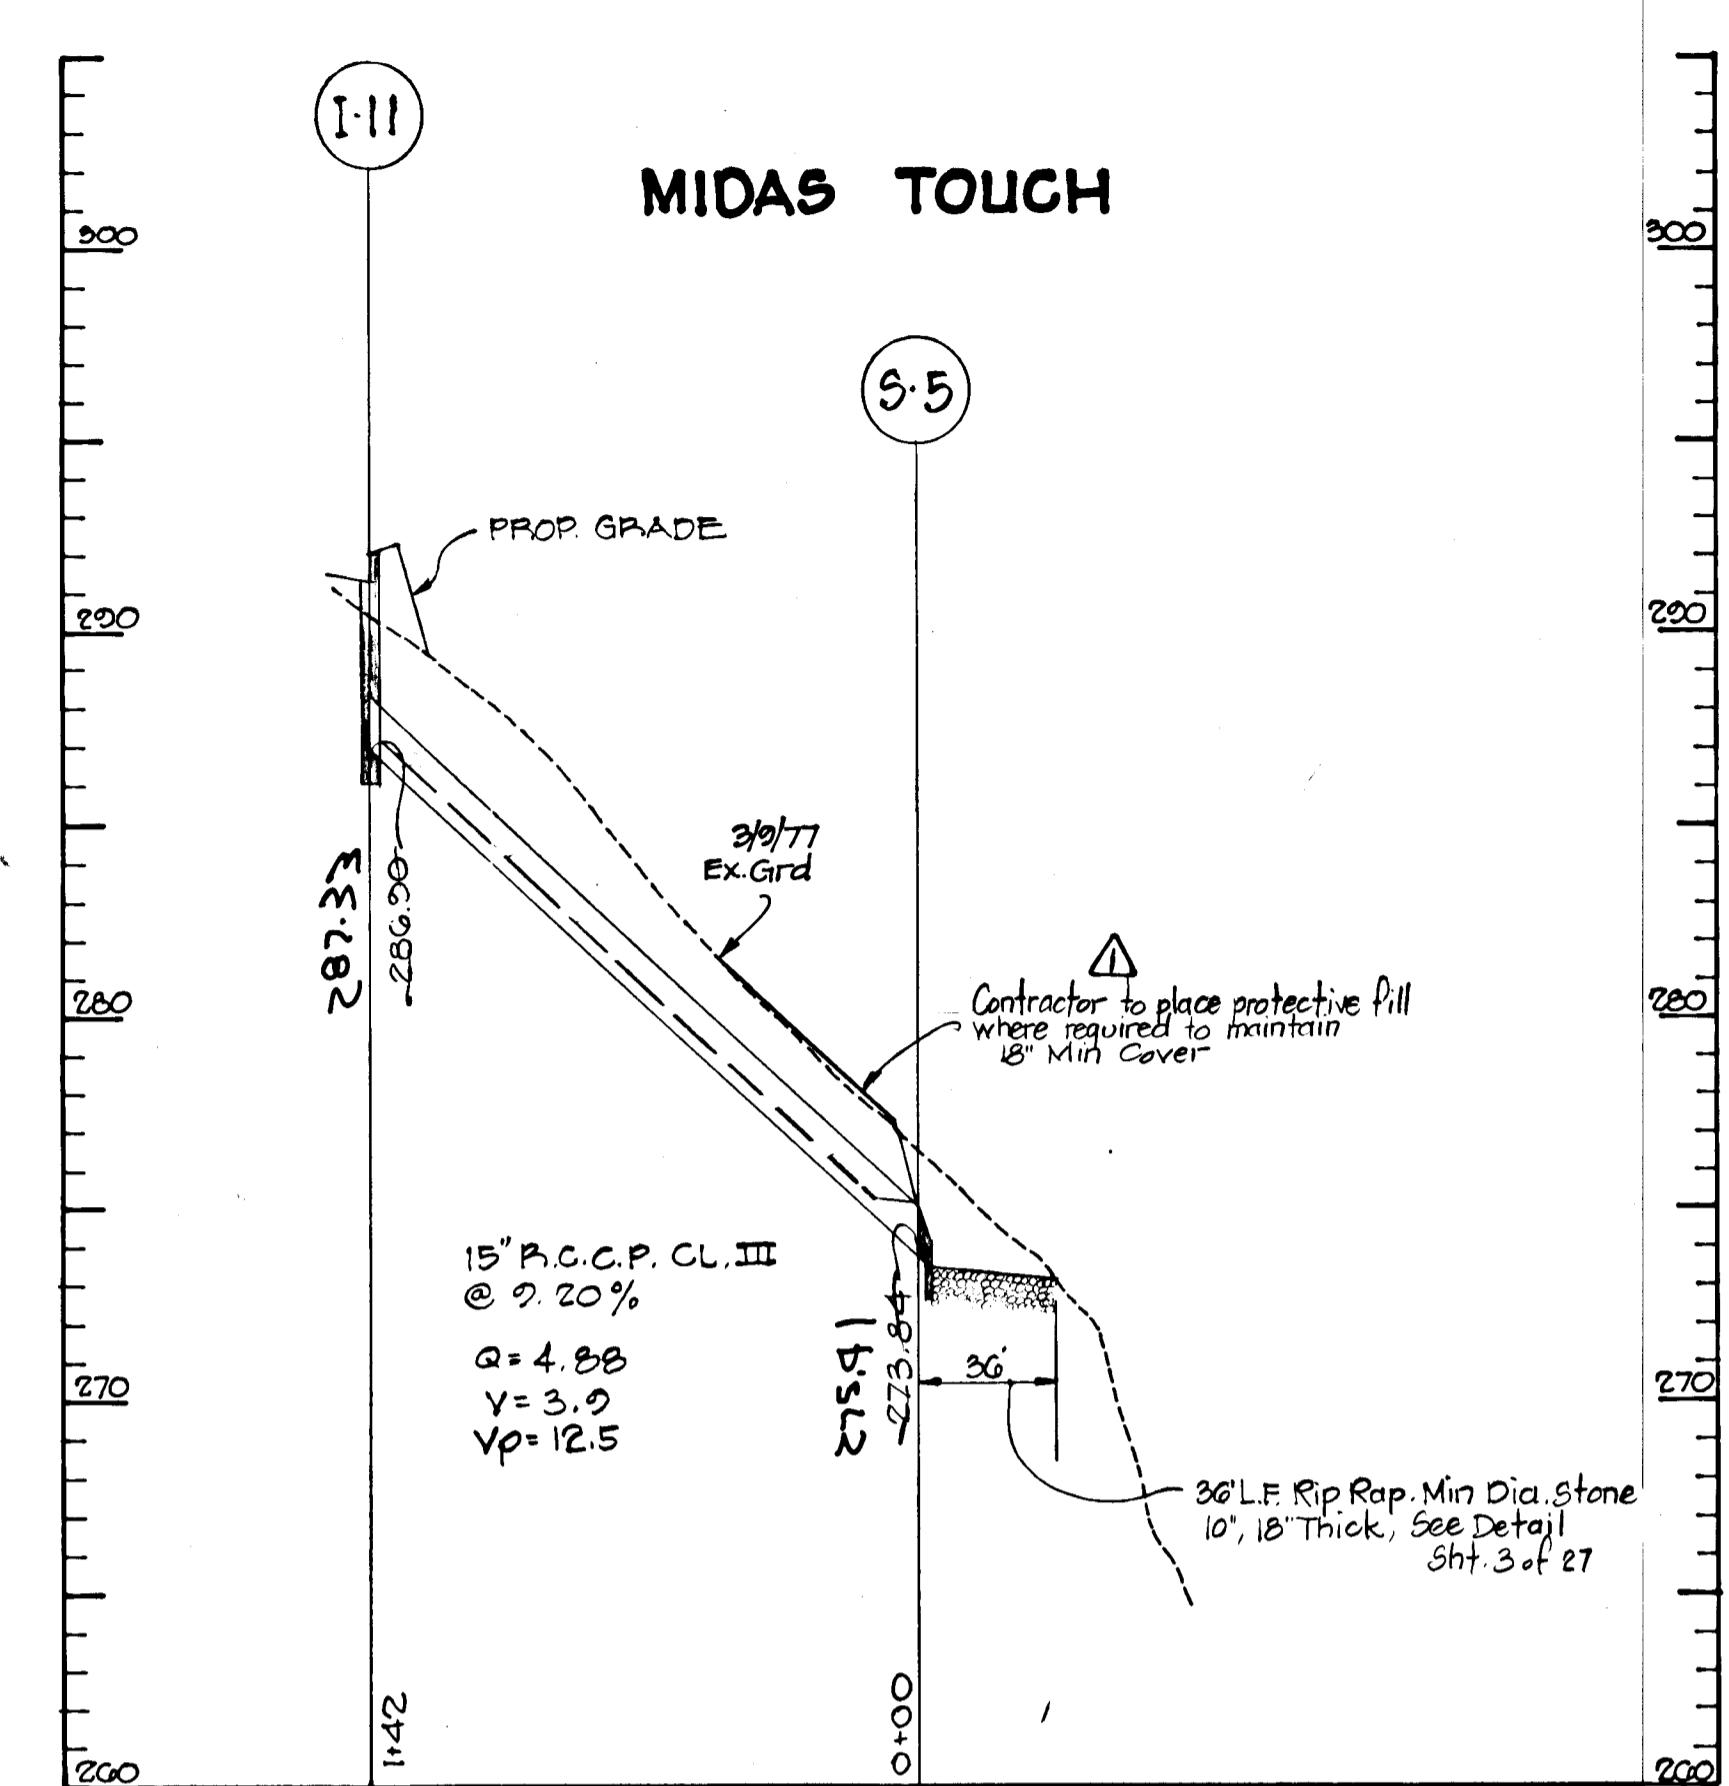 I-11
MIDAS TOUCH
300
300
S-5
PROP. GRADE
290
290
3/9/77
Ex. Grd
287.33
286.90
280
280
1
Contractor to place protective fill
where required to maintain
18" Min Cover
15" R.C.C.P. CL. III
@ 9.20%
Q = 4.88
V = 3.9
Vp = 12.5
275.41
273.84
36'
270
270
36' L.F. Rip Rap. Min Dia. Stone
10", 18" Thick, See Detail
Sht. 3 of 27
1+42
0+00
260
260